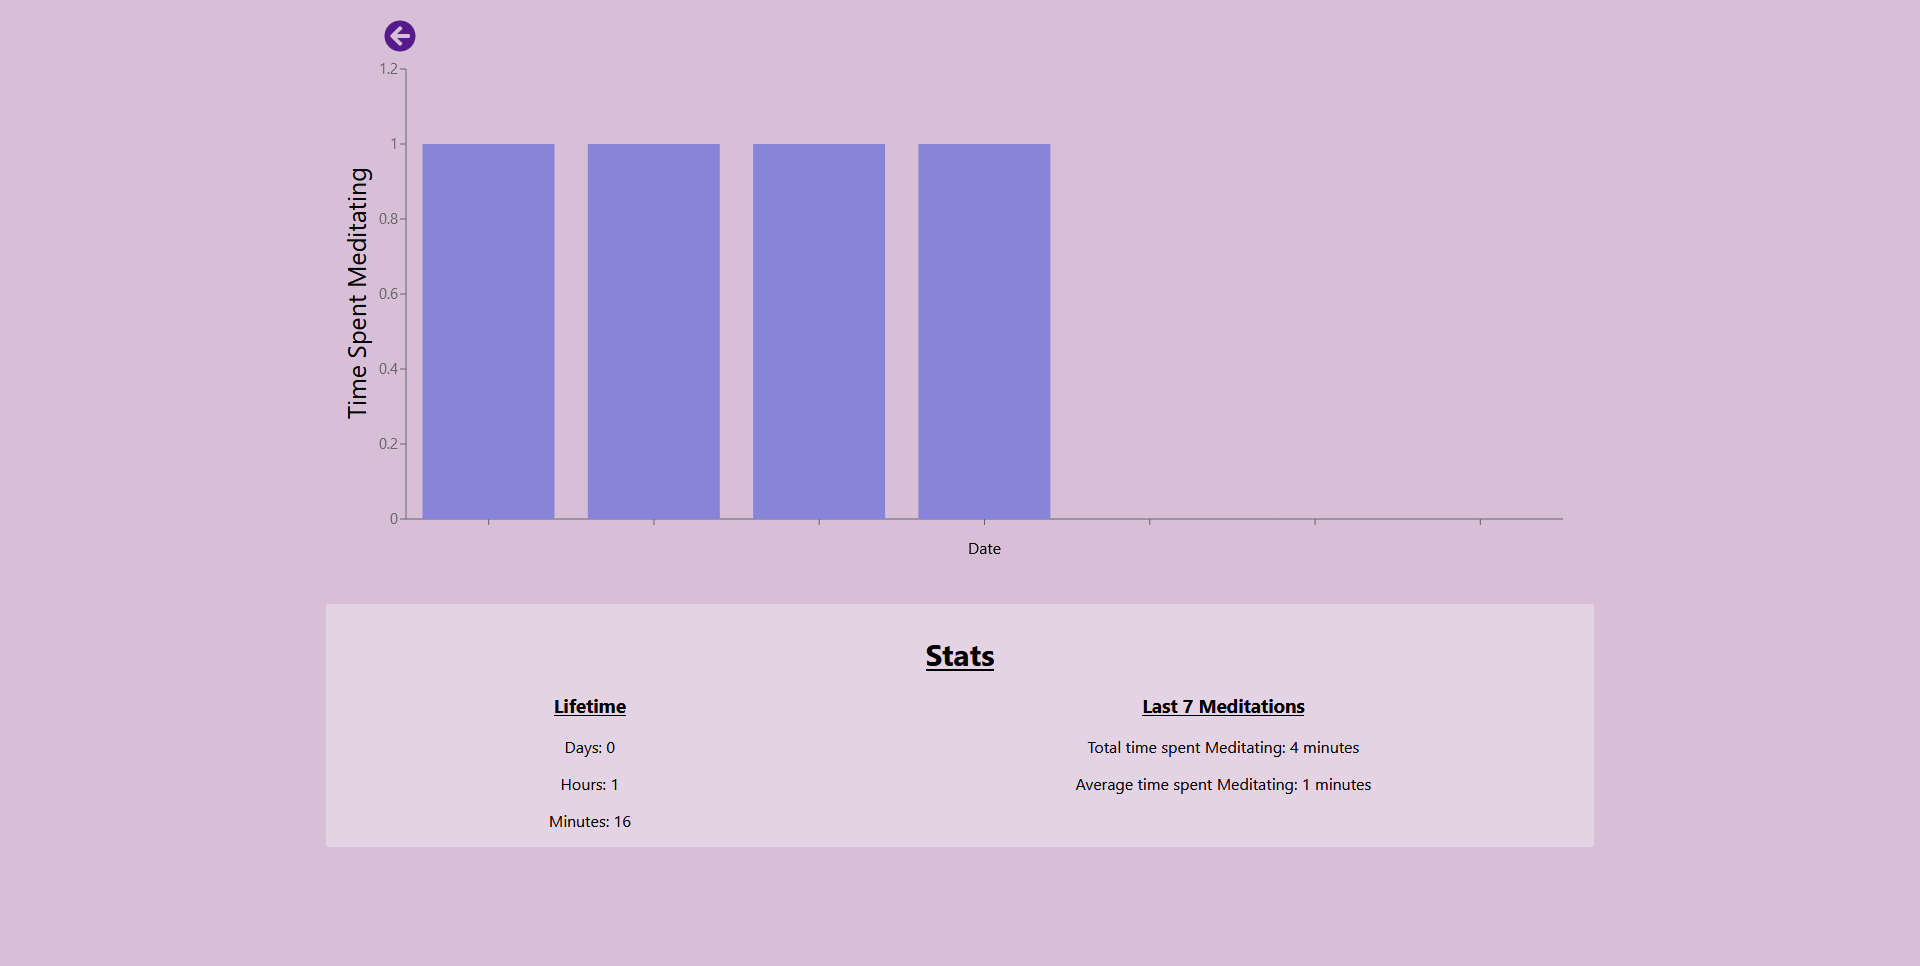 1.2
1
0.8
0.6
0.4
0.2
0
Time Spent Meditating
Date
Stats
Lifetime
Days: 0
Hours: 1
Minutes: 16
Last 7 Meditations
Total time spent Meditating: 4 minutes
Average time spent Meditating: 1 minutes